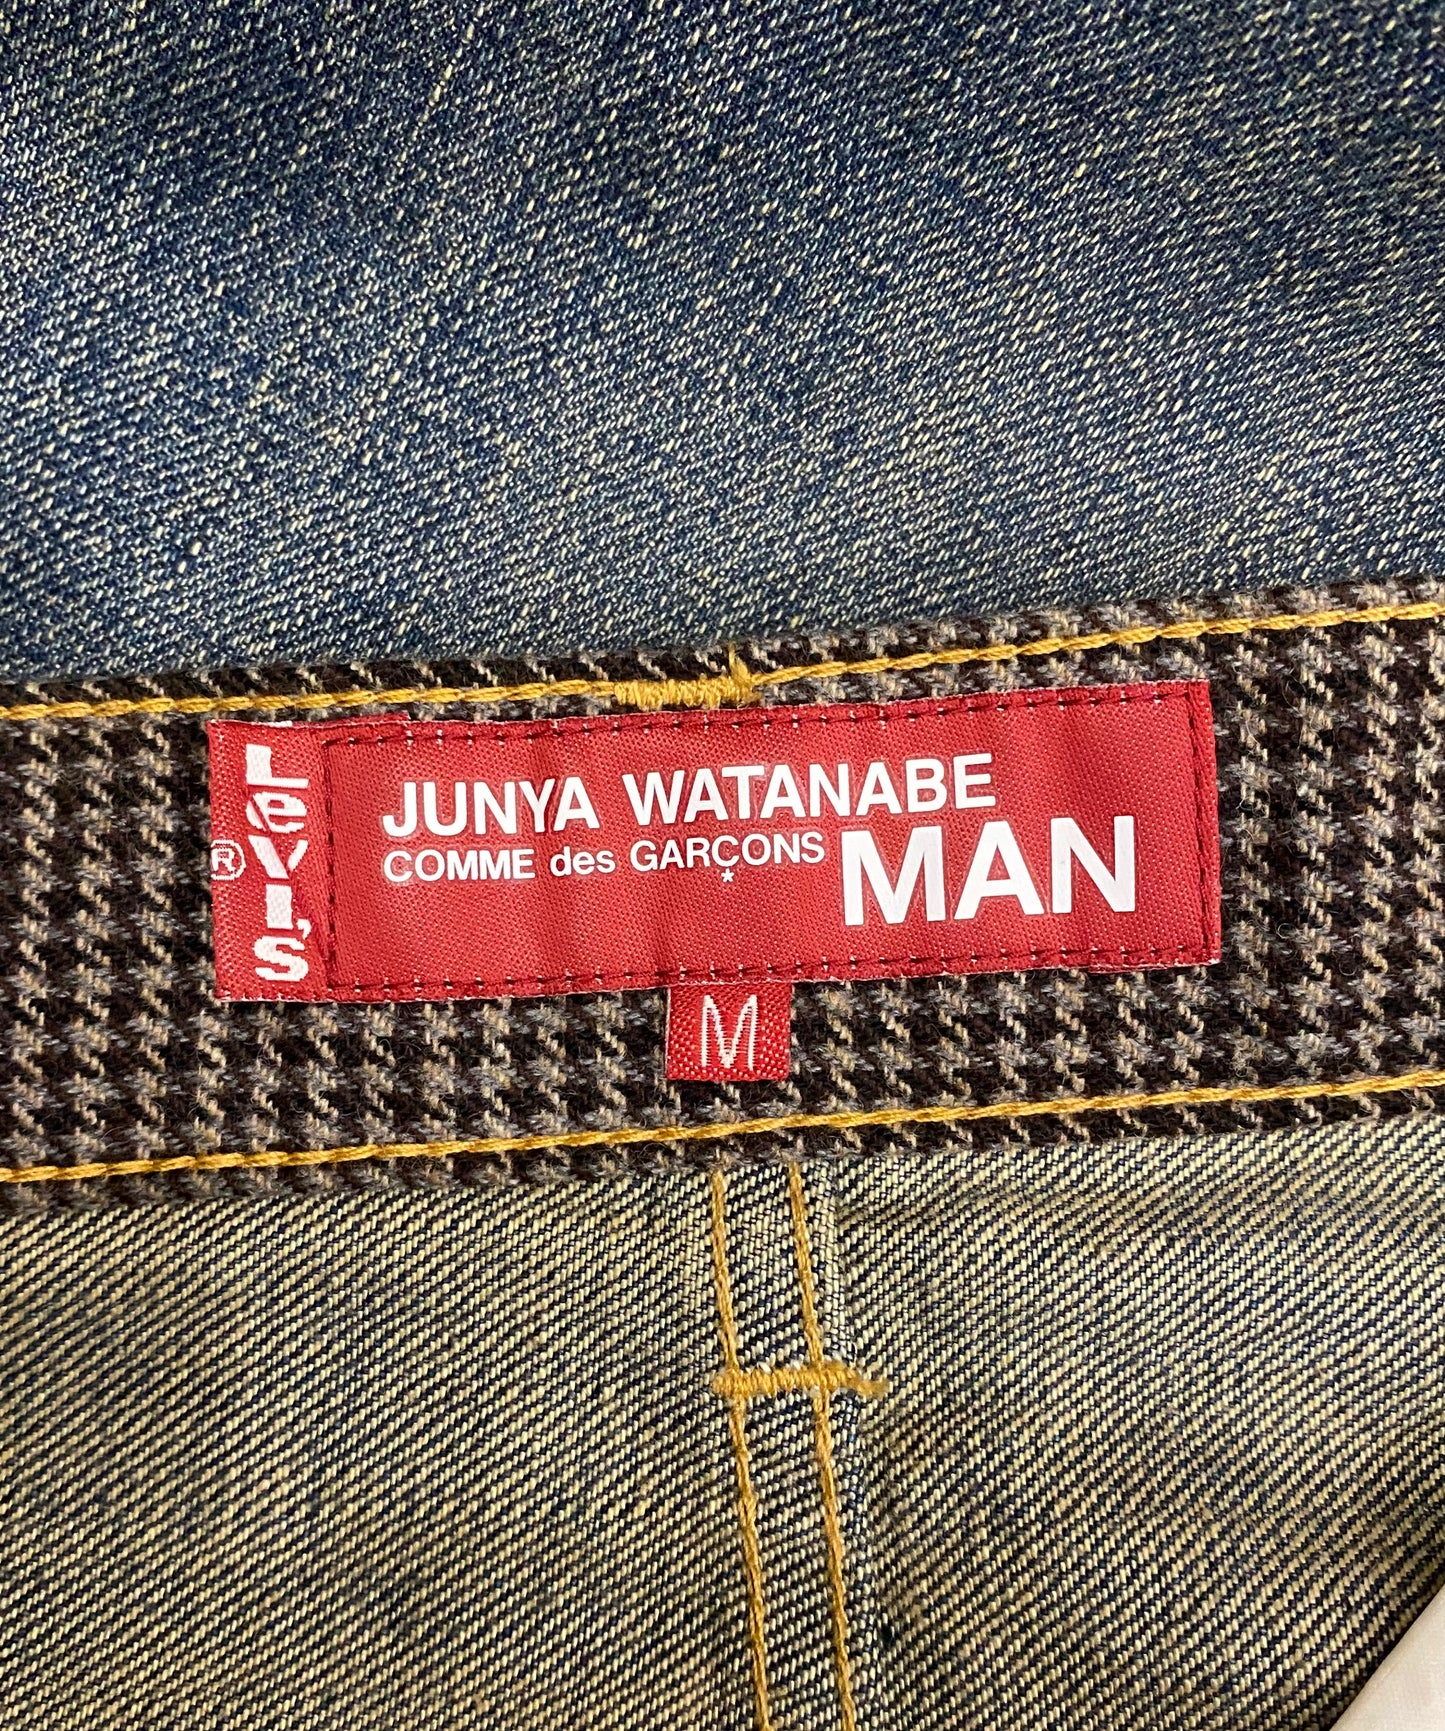 Levi's
®
JUNYA WATANABE
COMME des GARÇONS MAN
*
M